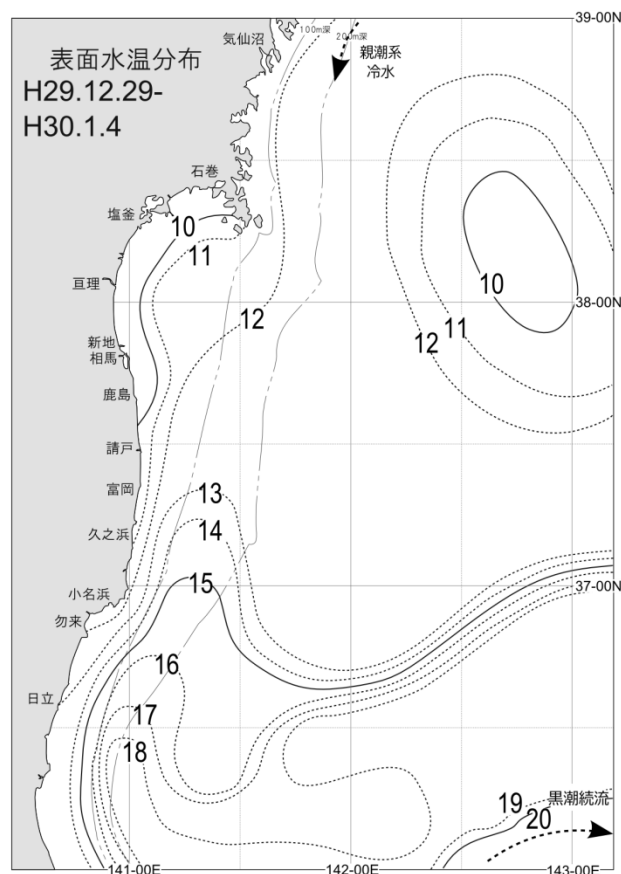 39-00N
100m深
200m深
気仙沼
親潮系
冷水
表面水温分布
H29.12.29-
H30.1.4
石巻
塩釜
10
11
亘理
10
38-00N
12
11
12
新地
相馬
鹿島
請戸
富岡
13
久之浜
14
小名浜
15
37-00N
勿来
16
日立
17
18
黒潮続流
19
20
141-00E
142-00E
143-00E